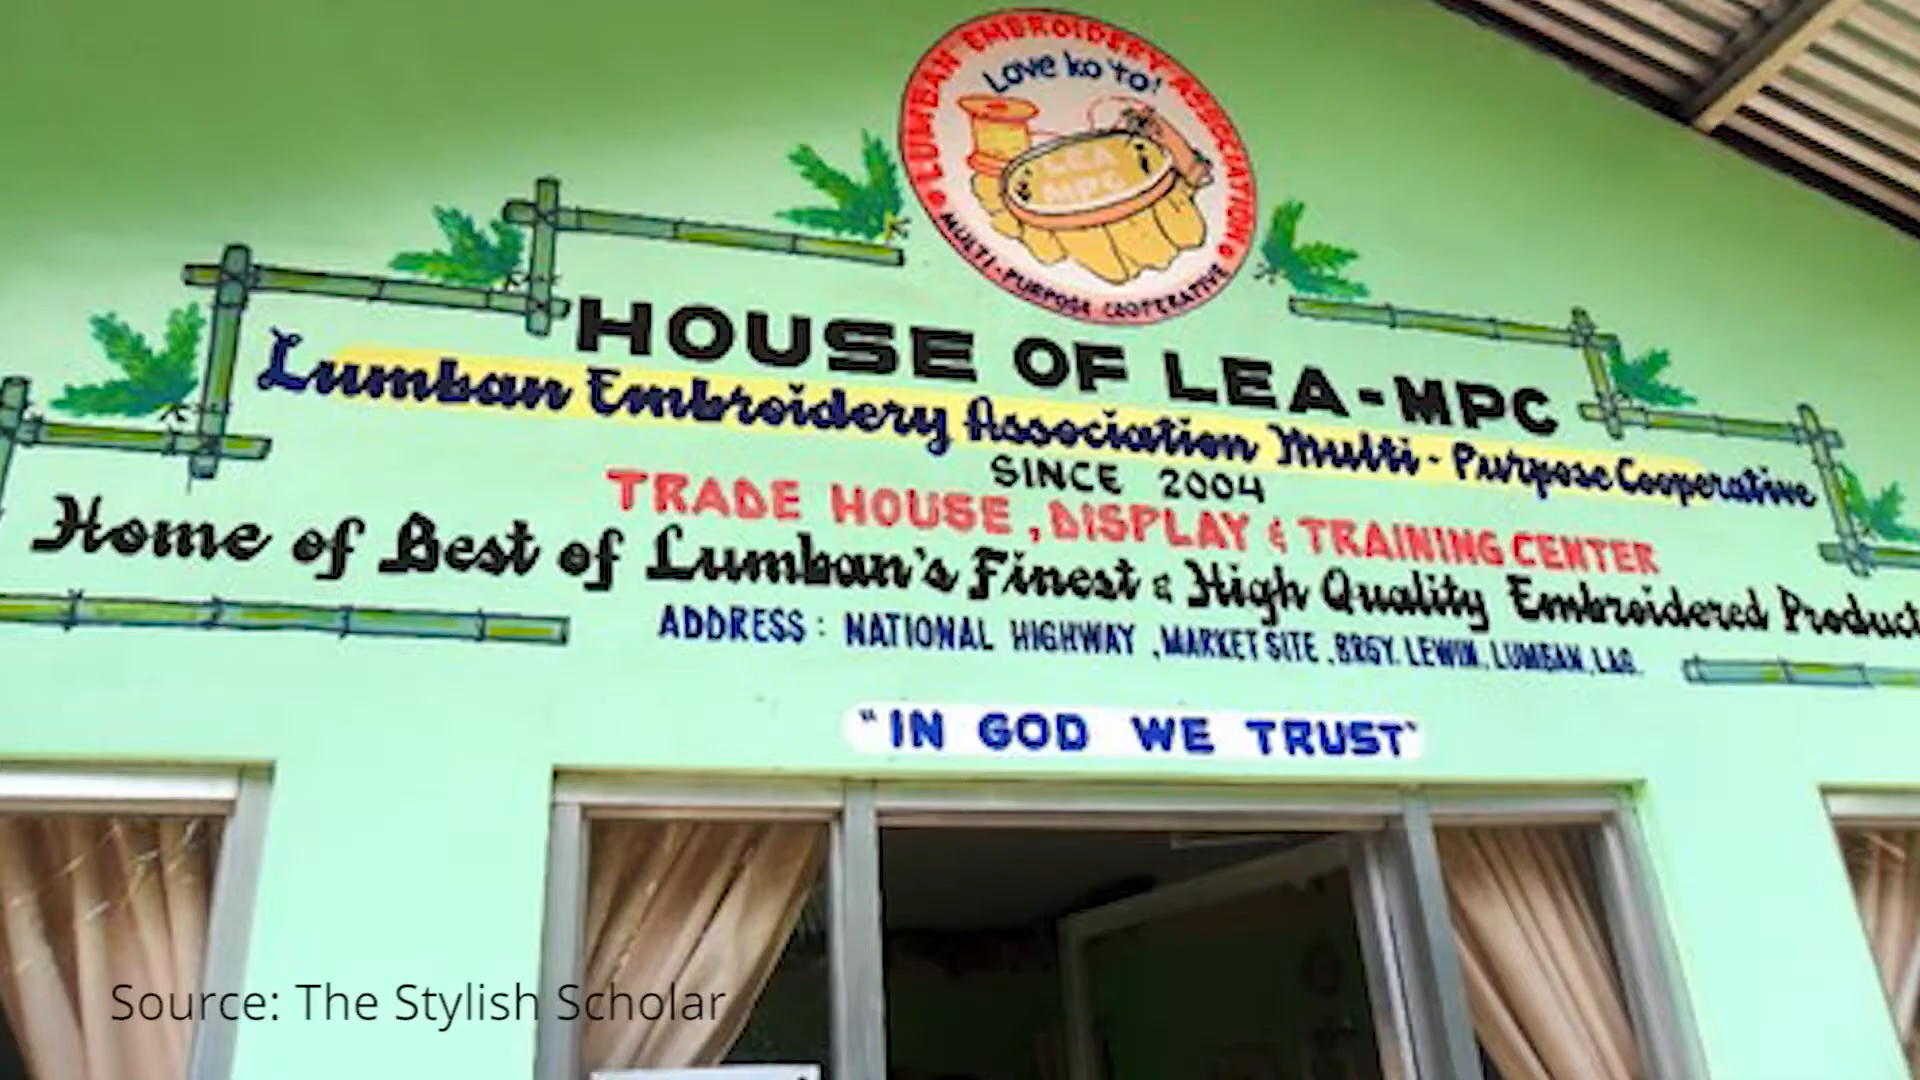 LUMBAN EMBROIDERY ASSOCIATION
Love ko 'to!
LEA
MPC
MULTI-PURPOSE COOPERATIVE
HOUSE OF LEA-MPC
Lumban Embroidery Association Multi-Purpose Cooperative
SINCE 2004
TRADE HOUSE, DISPLAY & TRAINING CENTER
Home of Best of Lumban's Finest & High Quality Embroidered Product
ADDRESS: NATIONAL HIGHWAY, MARKET SITE, BRGY. LEWIN, LUMBAN, LAG.
"IN GOD WE TRUST"
Source: The Stylish Scholar